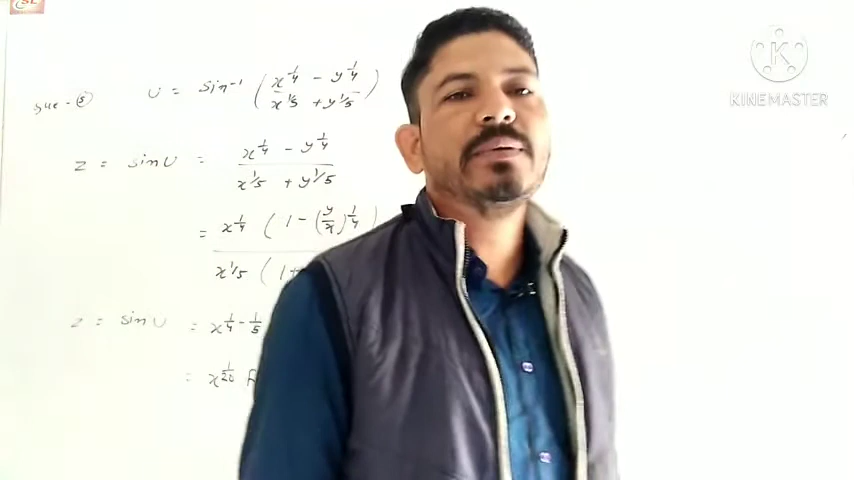 Que - ⑤ U = sin⁻¹ ( x^1/4 - y^1/4 / x^1/5 + y^1/5 )
z = sin U = x^1/4 - y^1/4 / x^1/5 + y^1/5
= x^1/4 ( 1 - (y/x)^1/4 ) / x^1/5 ( 1 +
z = sin U = x^1/4 - 1/5
= x^1/20
KINEMASTER